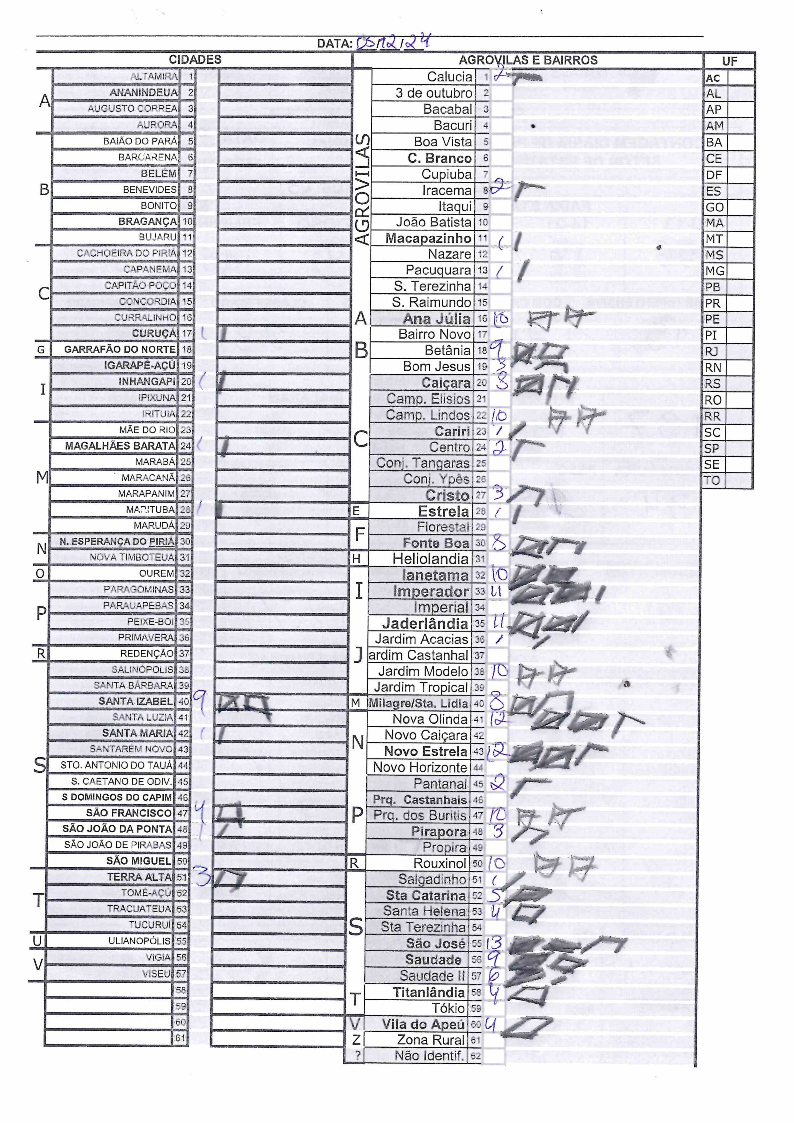 DATA: 05/12/24
CIDADES
A
ALTAMIRA 1
ANANINDEUA 2
AUGUSTO CORREA 3
AURORA 4
B
BAIÃO DO PARÁ 5
BARCARENA 6
BELÉM 7
BENEVIDES 8
BONITO 9
BRAGANÇA 10
BUJARU 11
C
CACHOEIRA DO PIRIÁ 12
CAPANEMA 13
CAPITÃO POÇO 14
CONCORDIA 15
CURRALINHO 16
CURUÇA 17 1
G
GARRAFÃO DO NORTE 18
I
IGARAPÉ-AÇÚ 19
INHANGAPI 20 1
IPIXUNA 21
IRITUIA 22
M
MÃE DO RIO 23
MAGALHÃES BARATA 24 1
MARABÁ 25
MARACANÃ 26
MARAPANIM 27
MARITUBA 28 1
MARUDÁ 29
N
N. ESPERANÇA DO PIRIA 30
NOVA TIMBOTEUA 31
O
OUREM 32
P
PARAGOMINAS 33
PARAUAPEBAS 34
PEIXE-BOI 35
PRIMAVERA 36
R
REDENÇÃO 37
S
SALINÓPOLIS 38
SANTA BÁRBARA 39
SANTA IZABEL 40 9
SANTA LUZIA 41
SANTA MARIA 42 1
SANTARÉM NOVO 43
STO. ANTONIO DO TAUÁ 44
S. CAETANO DE ODIV. 45
S DOMINGOS DO CAPIM 46
SÃO FRANCISCO 47 4
SÃO JOÃO DA PONTA 48 1
SÃO JOÃO DE PIRABAS 49
SÃO MIGUEL 50
T
TERRA ALTA 51 3
TOMÉ-AÇÚ 52
TRACUATEUA 53
TUCURUÍ 54
U
ULIANOPÓLIS 55
V
VIGIA 56
VISEU 57
58
59
60
61
AGROVILAS E BAIRROS
AGROVILAS
Calucia 1 2
3 de outubro 2
Bacabal 3
Bacuri 4
Boa Vista 5
C. Branco 6
Cupiuba 7
Iracema 8 2
Itaqui 9
João Batista 10
Macapazinho 11 1
Nazare 12
Pacuquara 13 1
S. Terezinha 14
S. Raimundo 15
A
Ana Júlia 16 10
B
Bairro Novo 17
Betânia 18 9
Bom Jesus 19 3
C
Caiçara 20 8
Camp. Elisios 21
Camp. Lindos 22 10
Cariri 23 1
Centro 24 2
Conj. Tangaras 25
Conj. Ypês 26
Cristo 27 3
E
Estrela 28 1
F
Florestal 29
Fonte Boa 30 8
H
Heliolandia 31
I
Ianetama 32 10
Imperador 33 11
Imperial 34
J
Jaderlândia 35 11
Jardim Acacias 36 1
ardim Castanhal 37
Jardim Modelo 38 10
Jardim Tropical 39
M
Milagre/Sta. Lidia 40 8
N
Nova Olinda 41 12
Novo Caiçara 42
Novo Estrela 43 12
Novo Horizonte 44
P
Pantanal 45 2
Prq. Castanhais 46
Prq. dos Buritis 47 10
Pirapora 48 3
Propira 49
R
Rouxinol 50 10
S
Salgadinho 51 1
Sta Catarina 52 5
Santa Helena 53 4
Sta Terezinha 54
São José 55 13
Saudade 56 9
Saudade II 57 6
T
Titanlândia 58 4
Tókio 59
V
Vila do Apeú 60 4
Z
Zona Rural 61
?
Não Identif. 62
UF
AC
AL
AP
AM
BA
CE
DF
ES
GO
MA
MT
MS
MG
PB
PR
PE
PI
RJ
RN
RS
RO
RR
SC
SP
SE
TO